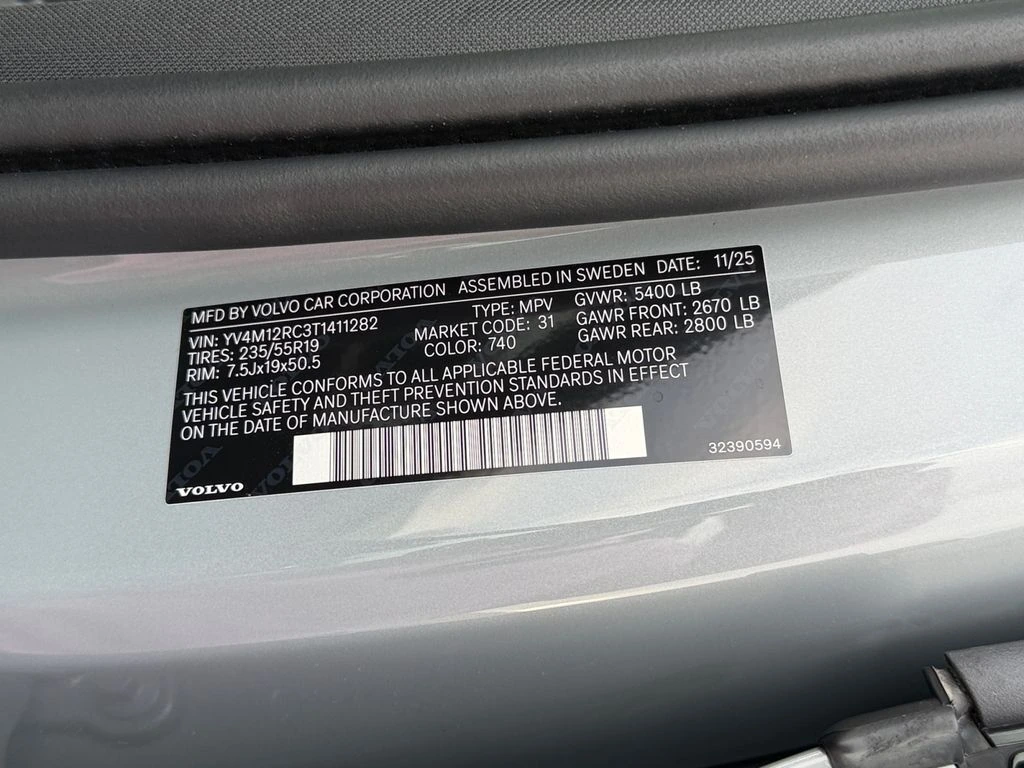 MFD BY VOLVO CAR CORPORATION ASSEMBLED IN SWEDEN DATE: 11/25
VIN: YV4M12RC3T1411282 TYPE: MPV GVWR: 5400 LB
TIRES: 235/55R19 MARKET CODE: 31 GAWR FRONT: 2670 LB
RIM: 7.5Jx19x50.5 COLOR: 740 GAWR REAR: 2800 LB
THIS VEHICLE CONFORMS TO ALL APPLICABLE FEDERAL MOTOR
VEHICLE SAFETY AND THEFT PREVENTION STANDARDS IN EFFECT
ON THE DATE OF MANUFACTURE SHOWN ABOVE.
32390594
VOLVO